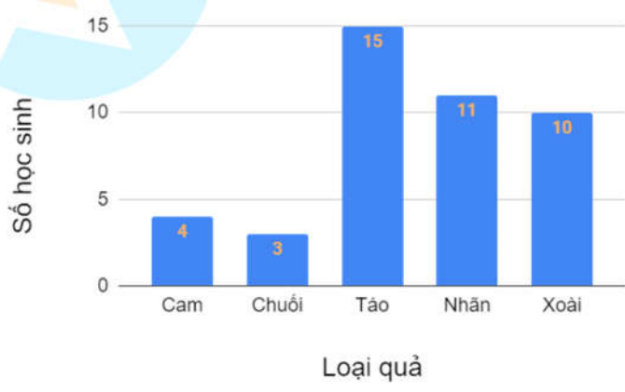 Số học sinh
15
10
5
0
4
3
15
11
10
Cam
Chuối
Táo
Nhãn
Xoài
Loại quả